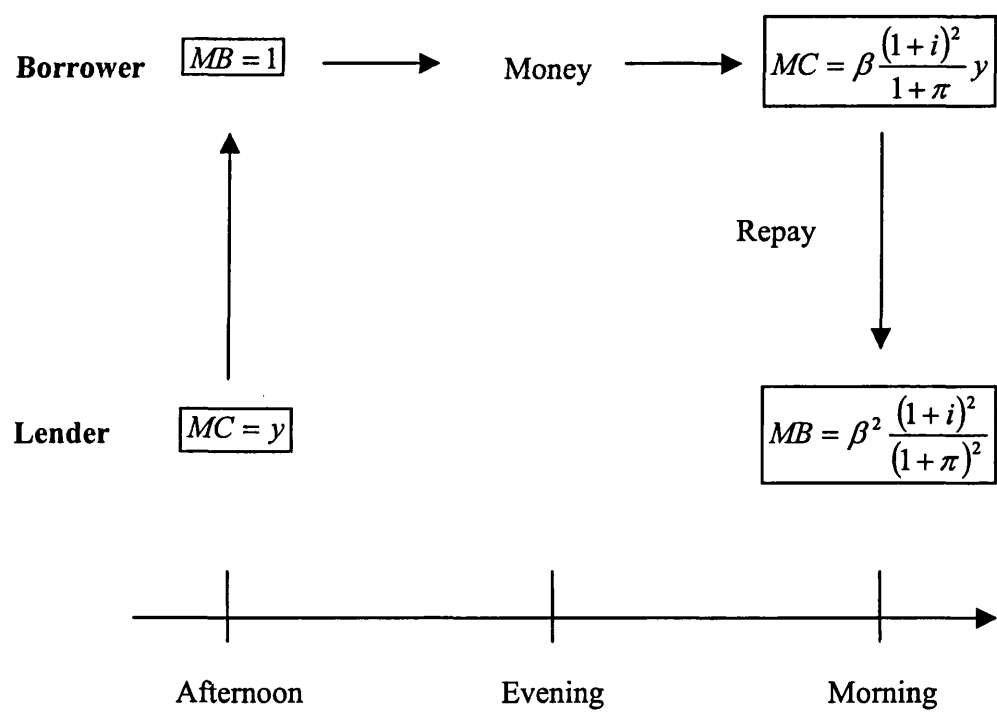 Borrower MB = 1 Money MC = β (1 + i)² / (1 + π) y
Repay
Lender MC = y MB = β² (1 + i)² / (1 + π)²
Afternoon Evening Morning